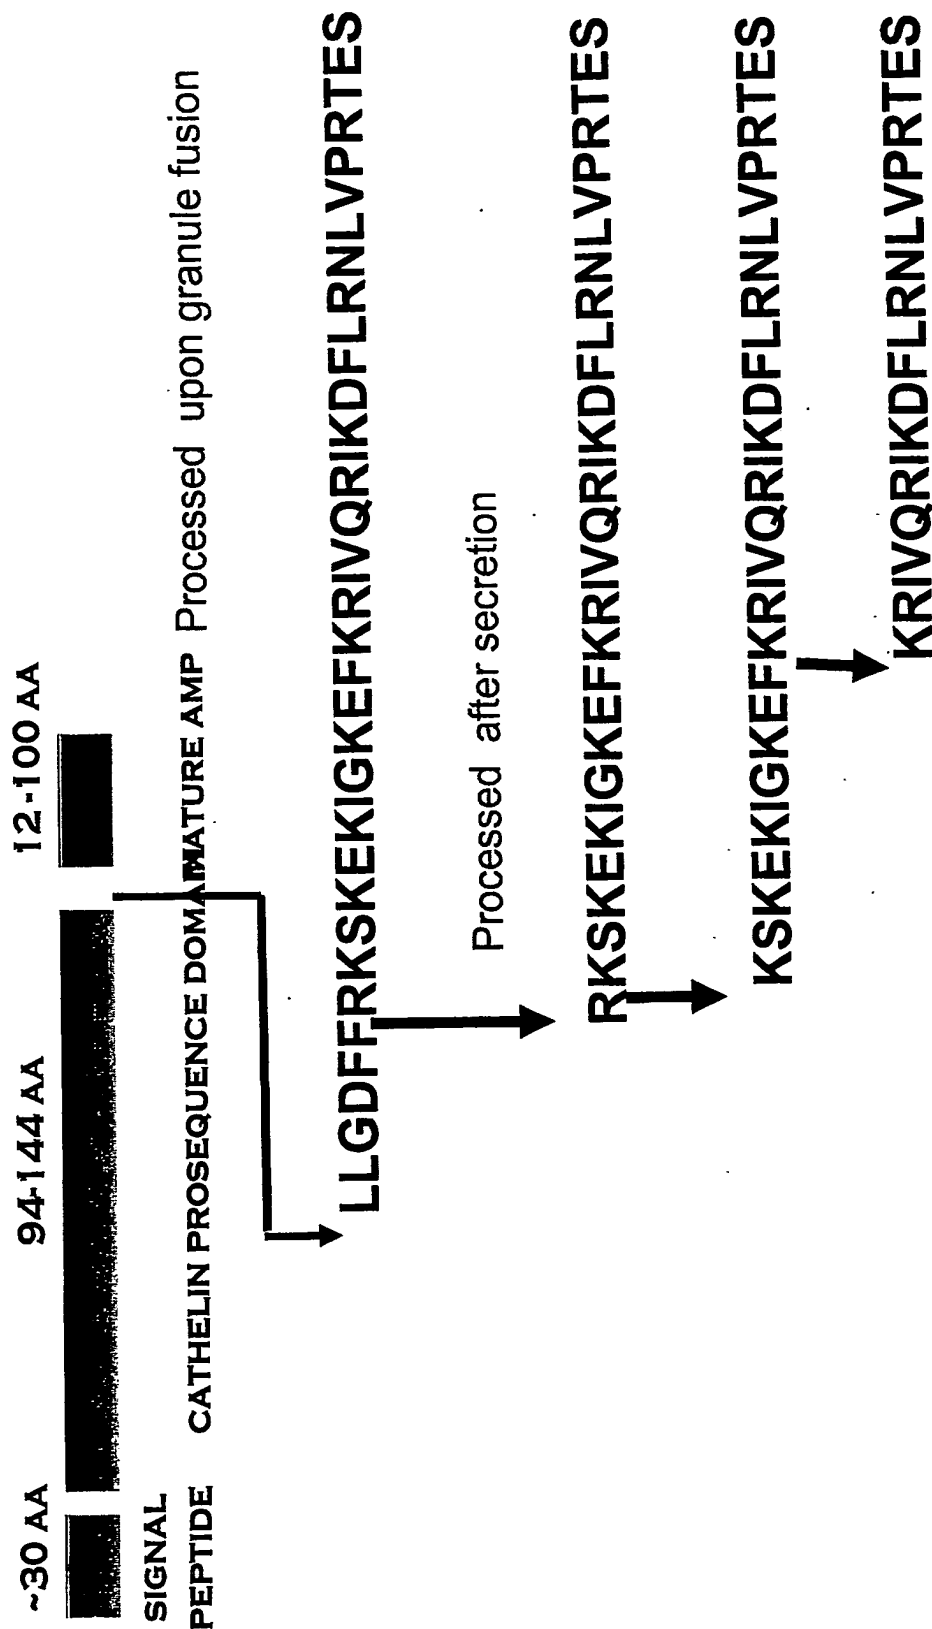 ~30 AA 94-144 AA 12-100 AA
SIGNAL
PEPTIDE CATHELIN PROSEQUENCE DOMAIN MATURE AMP Processed upon granule fusion
LLGDFFRKSKEKIGKEFKRIVQRIKDFLRNLVPRTES
Processed after secretion
RKSKEKIGKEFKRIVQRIKDFLRNLVPRTES
KSKEKIGKEFKRIVQRIKDFLRNLVPRTES
KRIVQRIKDFLRNLVPRTES